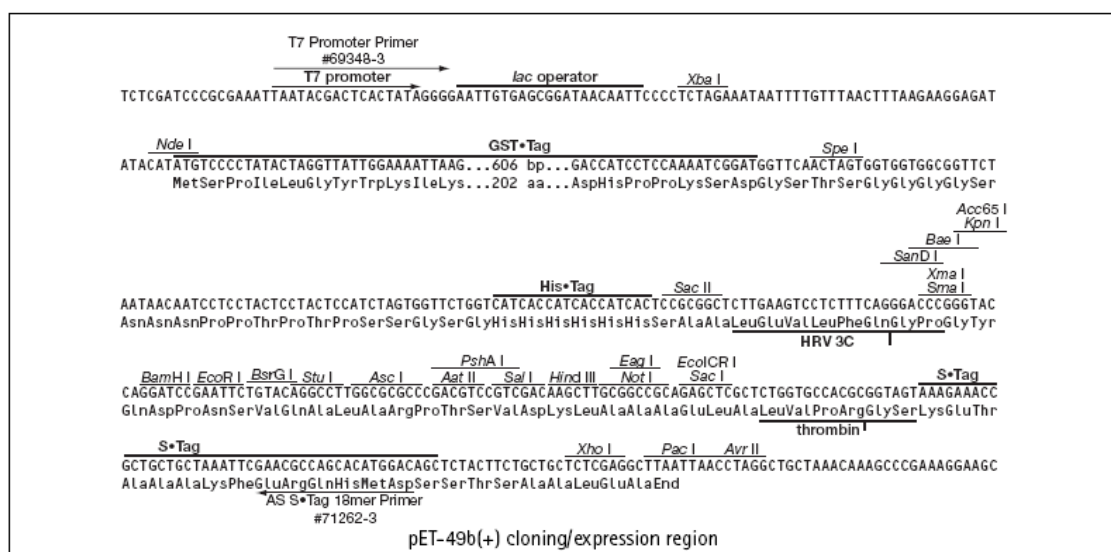 T7 Promoter Primer
#69348-3
T7 promoter
lac operator
Xba I
TCTCGATCCCGCGAAATTAATACGACTCACTATAGGGGAATTGTGAGCGGATAACAATTCCCCTCTAGAAATAATTTTGTTTAACTTTAAGAAGGAGAT
Nde I
GST•Tag
Spe I
ATACATATGTCCCCTATACTAGGTTATTGGAAAATTAAG...606 bp...GACCATCCTCCAAAATCGGATGGTTCAACTAGTGGTGGTGGCGGTTCT
MetSerProIleLeuGlyTyrTrpLysIleLys...202 aa...AspHisProProLysSerAspGlySerThrSerGlyGlyGlyGlySer
Acc65 I
Kpn I
Bae I
SanD I
Xma I
His•Tag
Sac II
Sma I
AATAACAATCCTCCTACTCCTACTCCATCTAGTGGTTCTGGTCATCACCATCACCATCACTCCGCGGCTCTTGAAGTCCTCTTTCAGGGACCCGGGTAC
AsnAsnAsnProProThrProThrProSerSerGlySerGlyHisHisHisHisHisHisSerAlaAlaLeuGluValLeuPheGlnGlyProGlyTyr
HRV 3C
PshA I
Eag I
EcoICR I
BamH I
EcoR I
BsrG I
Stu I
Asc I
Aat II
Sal I
Hind III
Not I
Sac I
S•Tag
CAGGATCCGAATTCTGTACAGGCCTTGGCGCGCCCGACGTCCGTCGACAAGCTTGCGGCCGCAGAGCTCGCTCTGGTGCCACGCGGTAGTAAAGAAACC
GlnAspProAsnSerValGlnAlaLeuAlaArgProThrSerValAspLysLeuAlaAlaAlaGluLeuAlaLeuValProArgGlySerLysGluThr
thrombin
S•Tag
Xho I
Pac I
Avr II
GCTGCTGCTAAATTCGAACGCCAGCACATGGACAGCTCTACTTCTGCTGCTCTCGAGGCTTAATTAACCTAGGCTGCTAAACAAAGCCCGAAAGGAAGC
AlaAlaAlaLysPheGluArgGlnHisMetAspSerSerThrSerAlaAlaLeuGluAlaEnd
AS S•Tag 18mer Primer
#71262-3
pET-49b(+) cloning/expression region